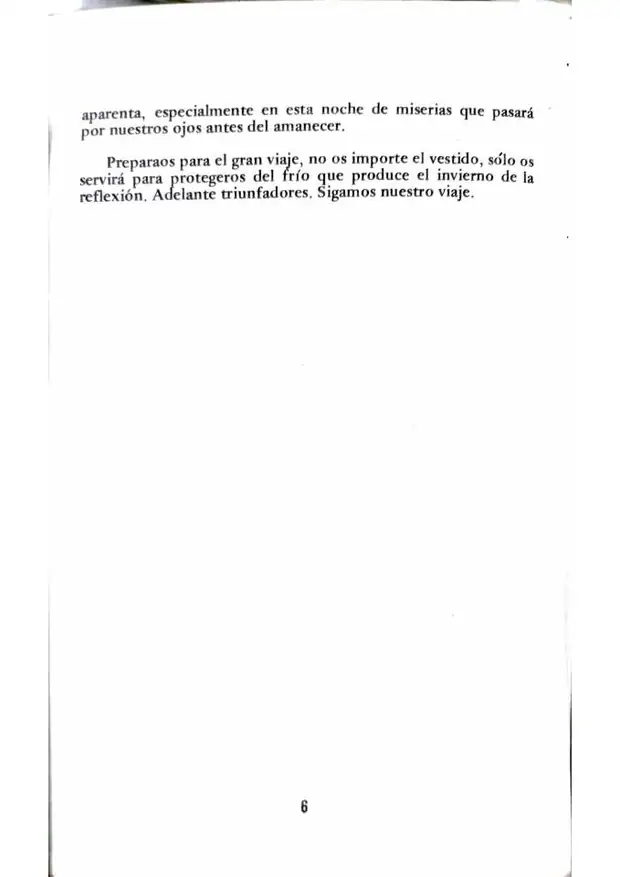 aparenta, especialmente en esta noche de miserias que pasará
por nuestros ojos antes del amanecer.
Preparaos para el gran viaje, no os importe el vestido, sólo os
servirá para protegeros del frío que produce el invierno de la
reflexión. Adelante triunfadores. Sigamos nuestro viaje.
6